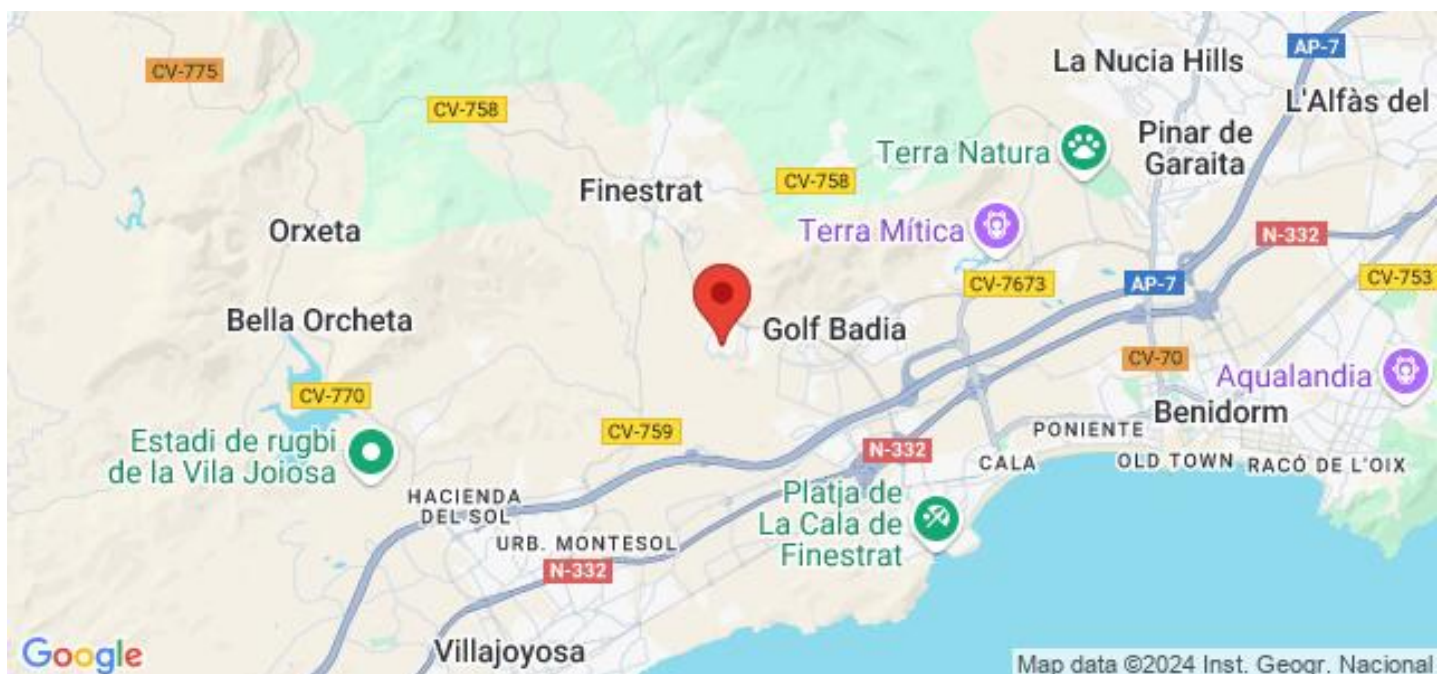 CV-775
CV-758
La Nucia Hills
AP-7
L'Alfàs del
Pinar de
Garaita
Terra Natura
CV-758
Finestrat
Orxeta
Terra Mítica
N-332
CV-7673
AP-7
CV-753
Bella Orcheta
Golf Badia
CV-70
Aqualandia
CV-770
Benidorm
Estadi de rugbi
de la Vila Joiosa
CV-759
N-332
PONIENTE
CALA
OLD TOWN
RACÓ DE L'OIX
HACIENDA
DEL SOL
Platja de
La Cala de
Finestrat
URB. MONTESOL
N-332
Villajoyosa
Google
Map data ©2024 Inst. Geogr. Nacional